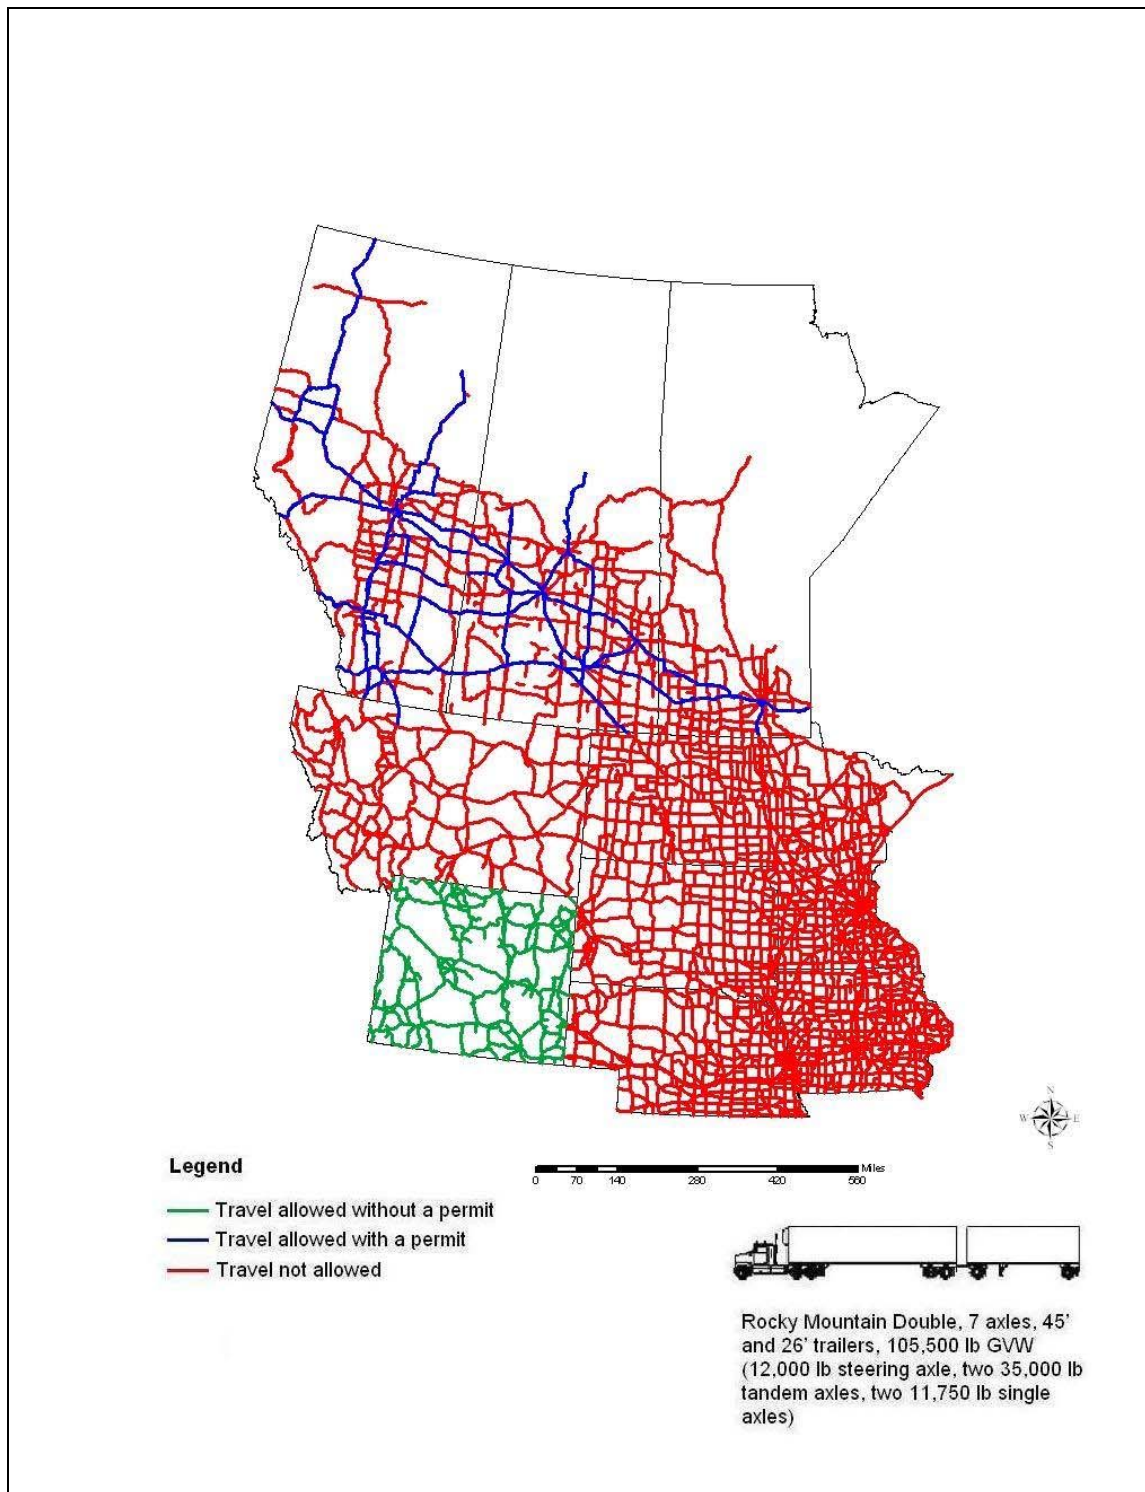 N
W E
S
Legend
Miles
0 70 140 280 420 560
Travel allowed without a permit
Travel allowed with a permit
Travel not allowed
Rocky Mountain Double, 7 axles, 45'
and 26' trailers, 105,500 lb GVW
(12,000 lb steering axle, two 35,000 lb
tandem axles, two 11,750 lb single
axles)